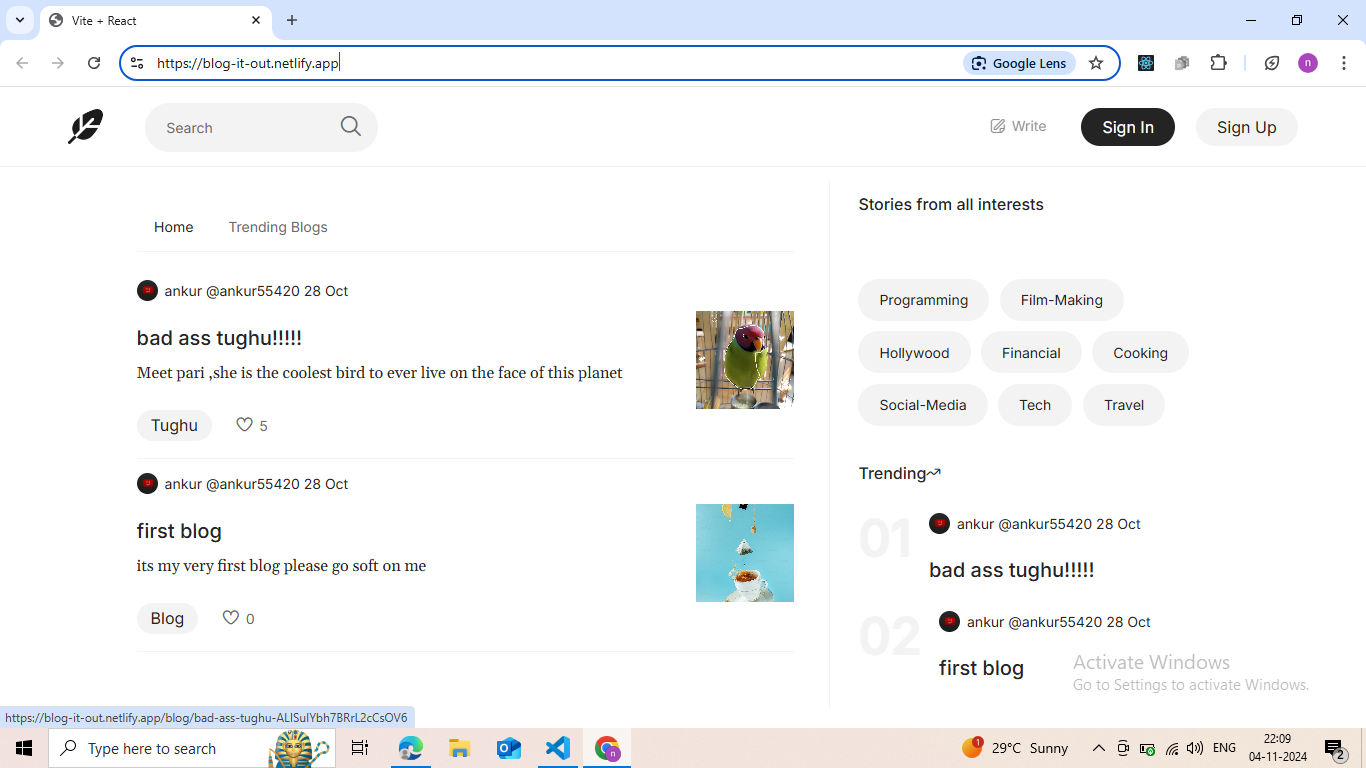 Vite + React
https://blog-it-out.netlify.app
Google Lens
n
Search
Write
Sign In
Sign Up
Home
Trending Blogs
ankur @ankur55420 28 Oct
bad ass tughu!!!!!
Meet pari ,she is the coolest bird to ever live on the face of this planet
Tughu
5
ankur @ankur55420 28 Oct
first blog
its my very first blog please go soft on me
Blog
0
Stories from all interests
Programming
Film-Making
Hollywood
Financial
Cooking
Social-Media
Tech
Travel
Trending
01
ankur @ankur55420 28 Oct
bad ass tughu!!!!!
02
ankur @ankur55420 28 Oct
first blog
Activate Windows
Go to Settings to activate Windows.
https://blog-it-out.netlify.app/blog/bad-ass-tughu-ALlSulYbh7BRrL2cCsOV6
Type here to search
n
1
29°C Sunny
ENG
22:09
04-11-2024
2